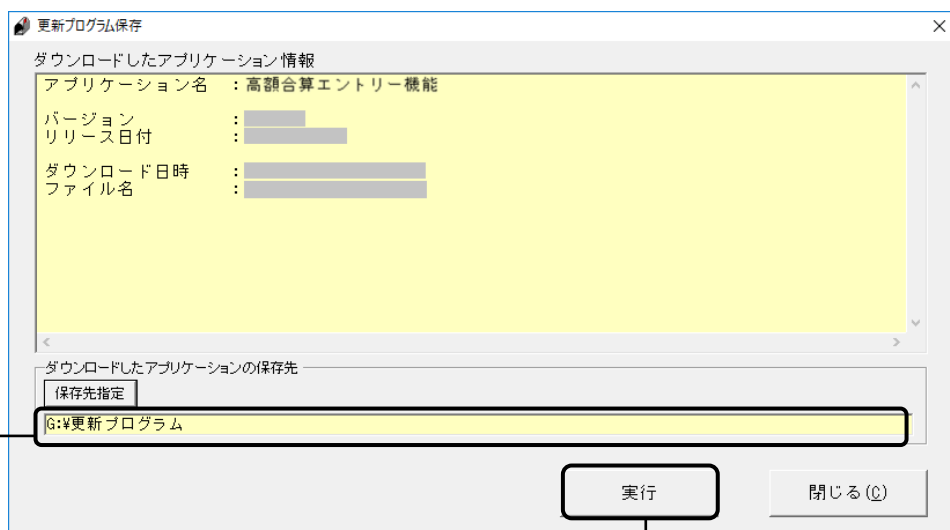 更新プログラム保存
ダウンロードしたアプリケーション情報
アプリケーション名 :高額合算エントリー機能
バージョン :
リリース日付 :
ダウンロード日時 :
ファイル名 :
ダウンロードしたアプリケーションの保存先
保存先指定
G:¥更新プログラム
実行
閉じる(C)